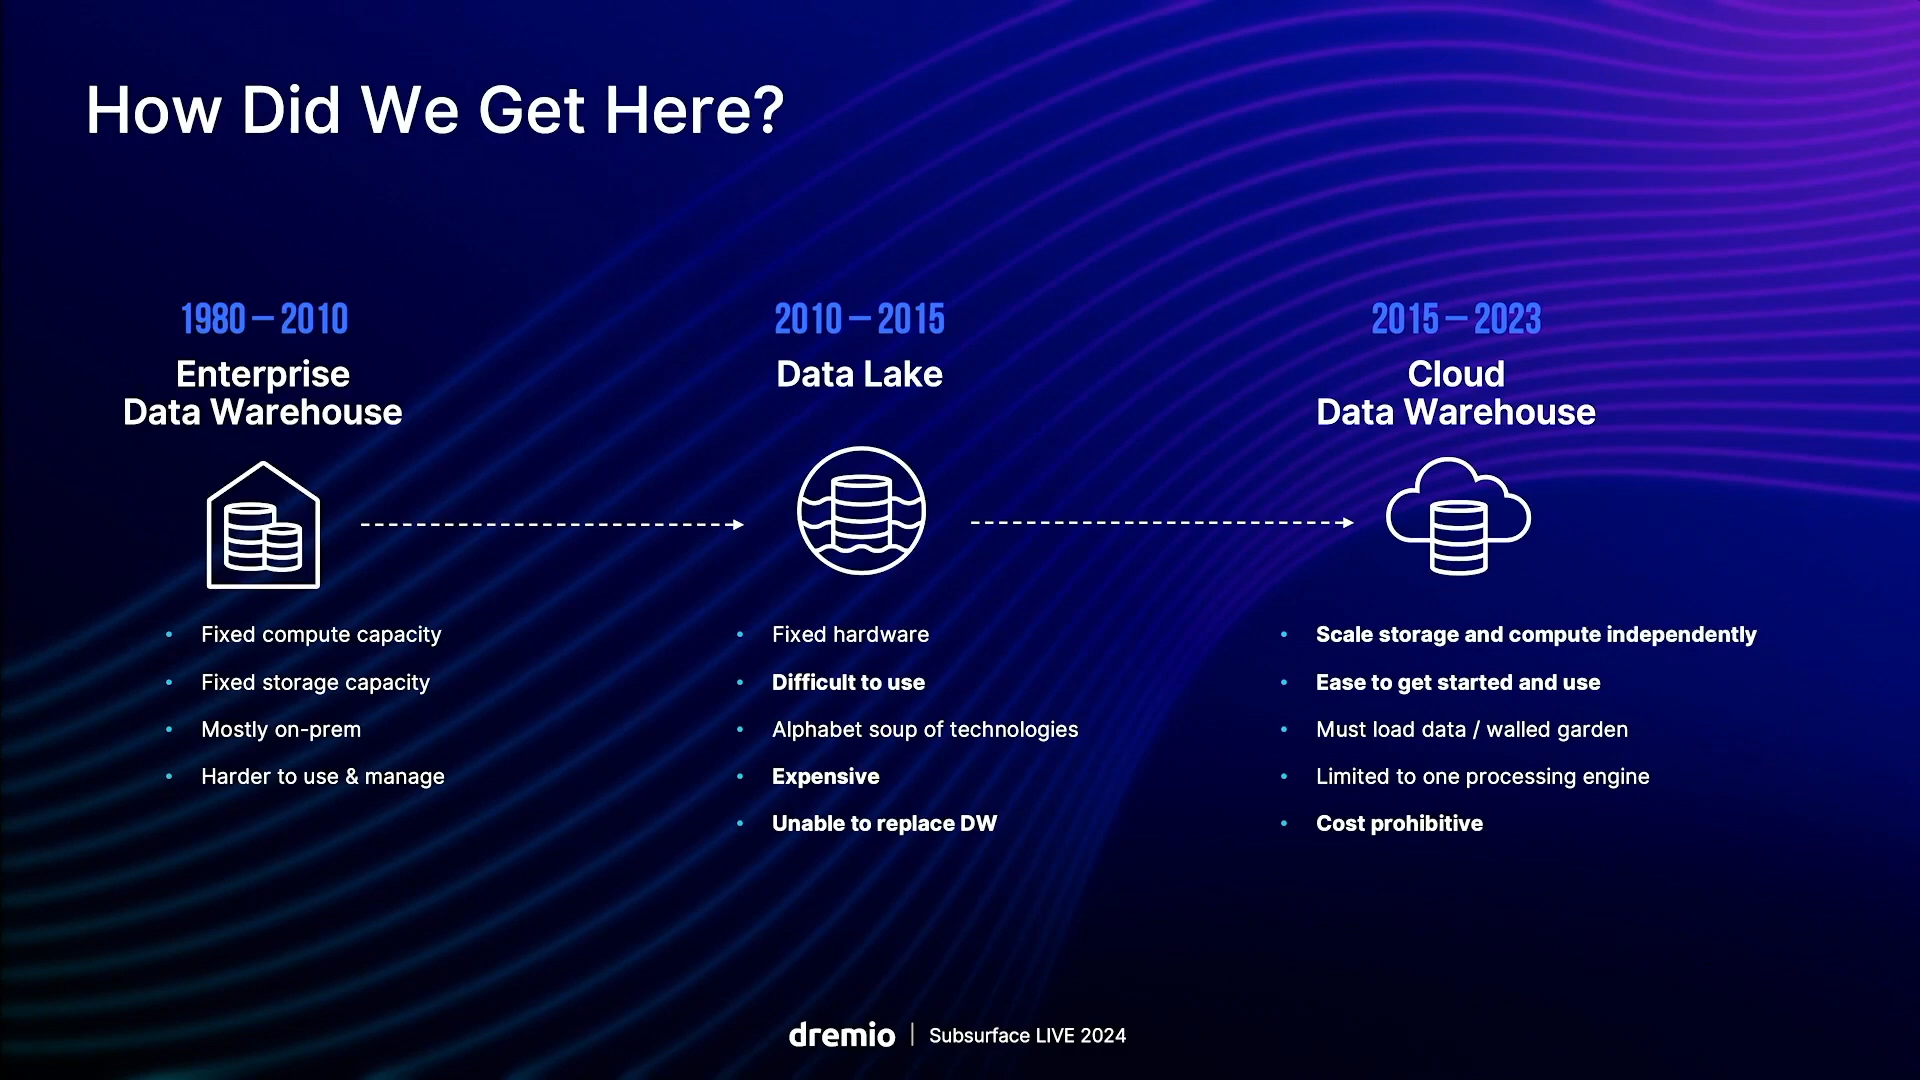 How Did We Get Here?
1980 – 2010
Enterprise
Data Warehouse
• Fixed compute capacity
• Fixed storage capacity
• Mostly on-prem
• Harder to use & manage
2010 – 2015
Data Lake
• Fixed hardware
• Difficult to use
• Alphabet soup of technologies
• Expensive
• Unable to replace DW
2015 – 2023
Cloud
Data Warehouse
• Scale storage and compute independently
• Ease to get started and use
• Must load data / walled garden
• Limited to one processing engine
• Cost prohibitive
dremio | Subsurface LIVE 2024